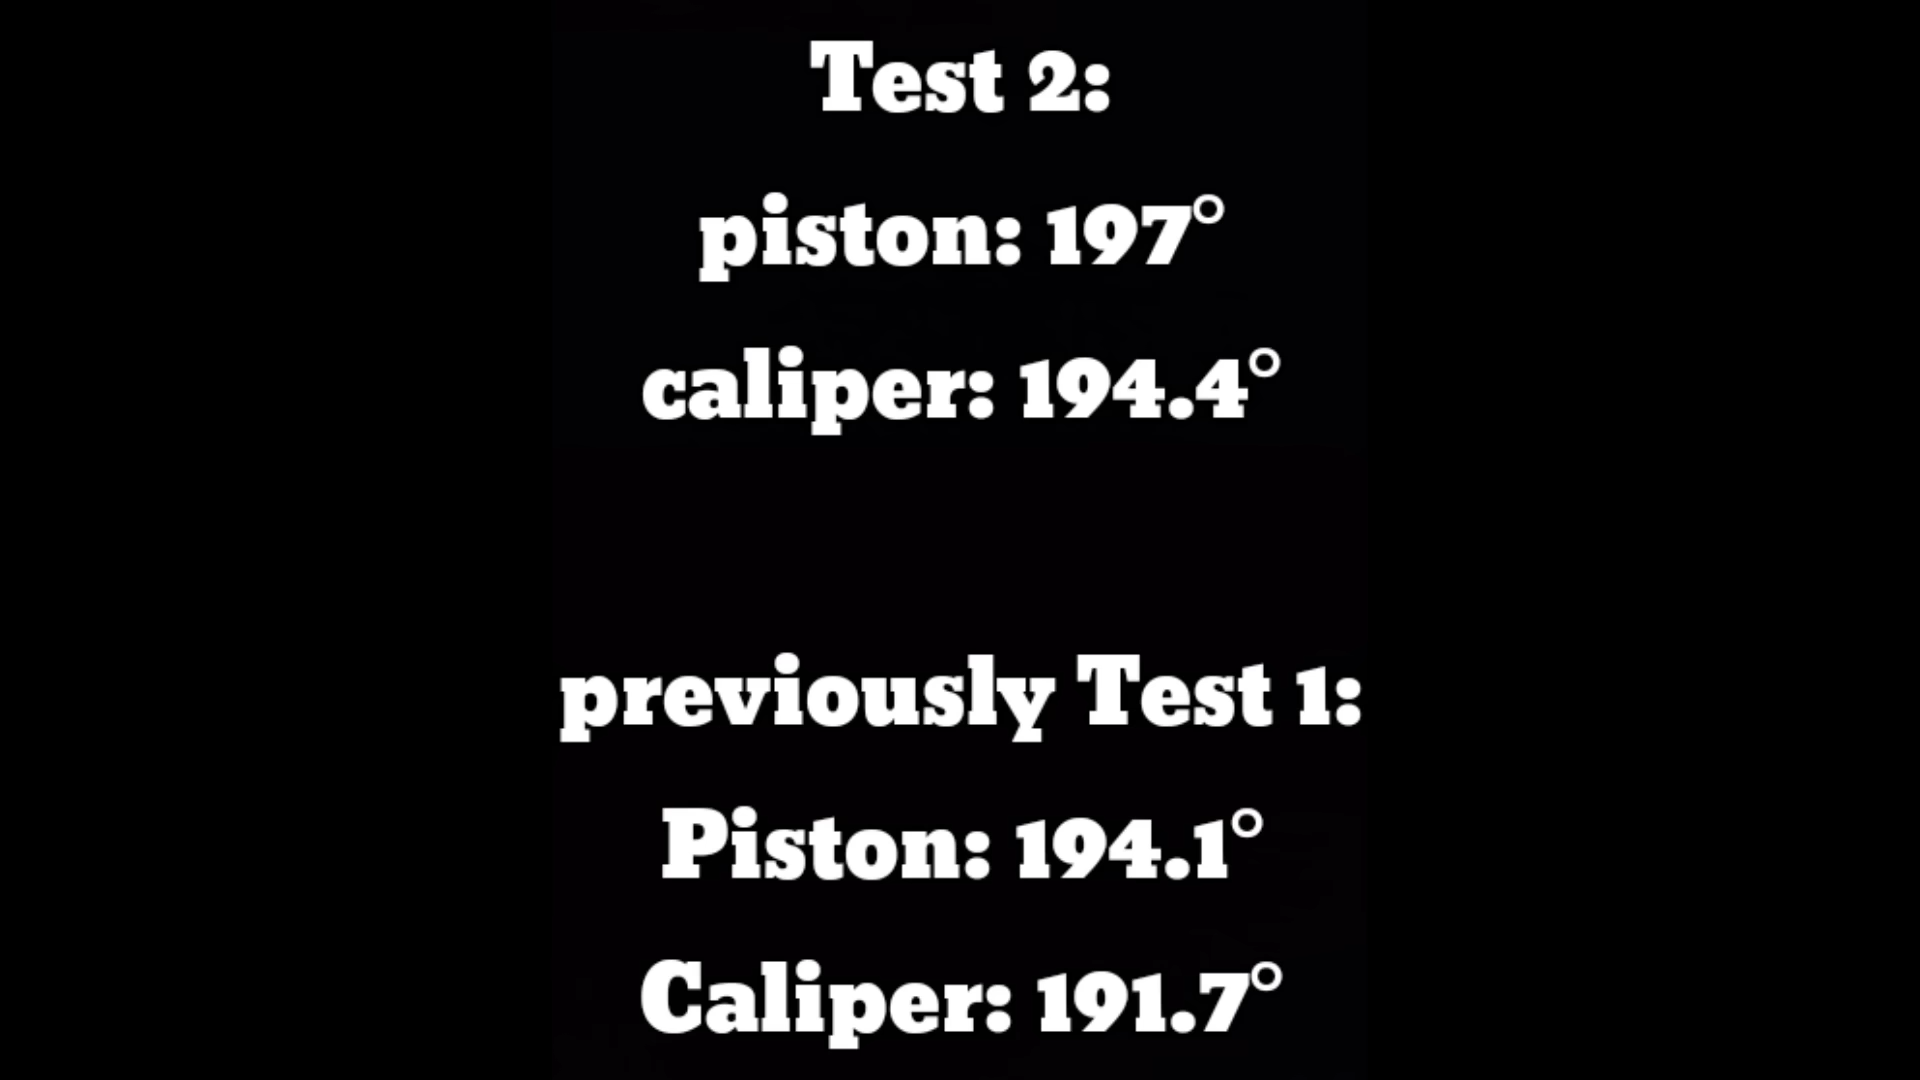 Test 2:
piston: 197°
caliper: 194.4°
previously Test 1:
Piston: 194.1°
Caliper: 191.7°